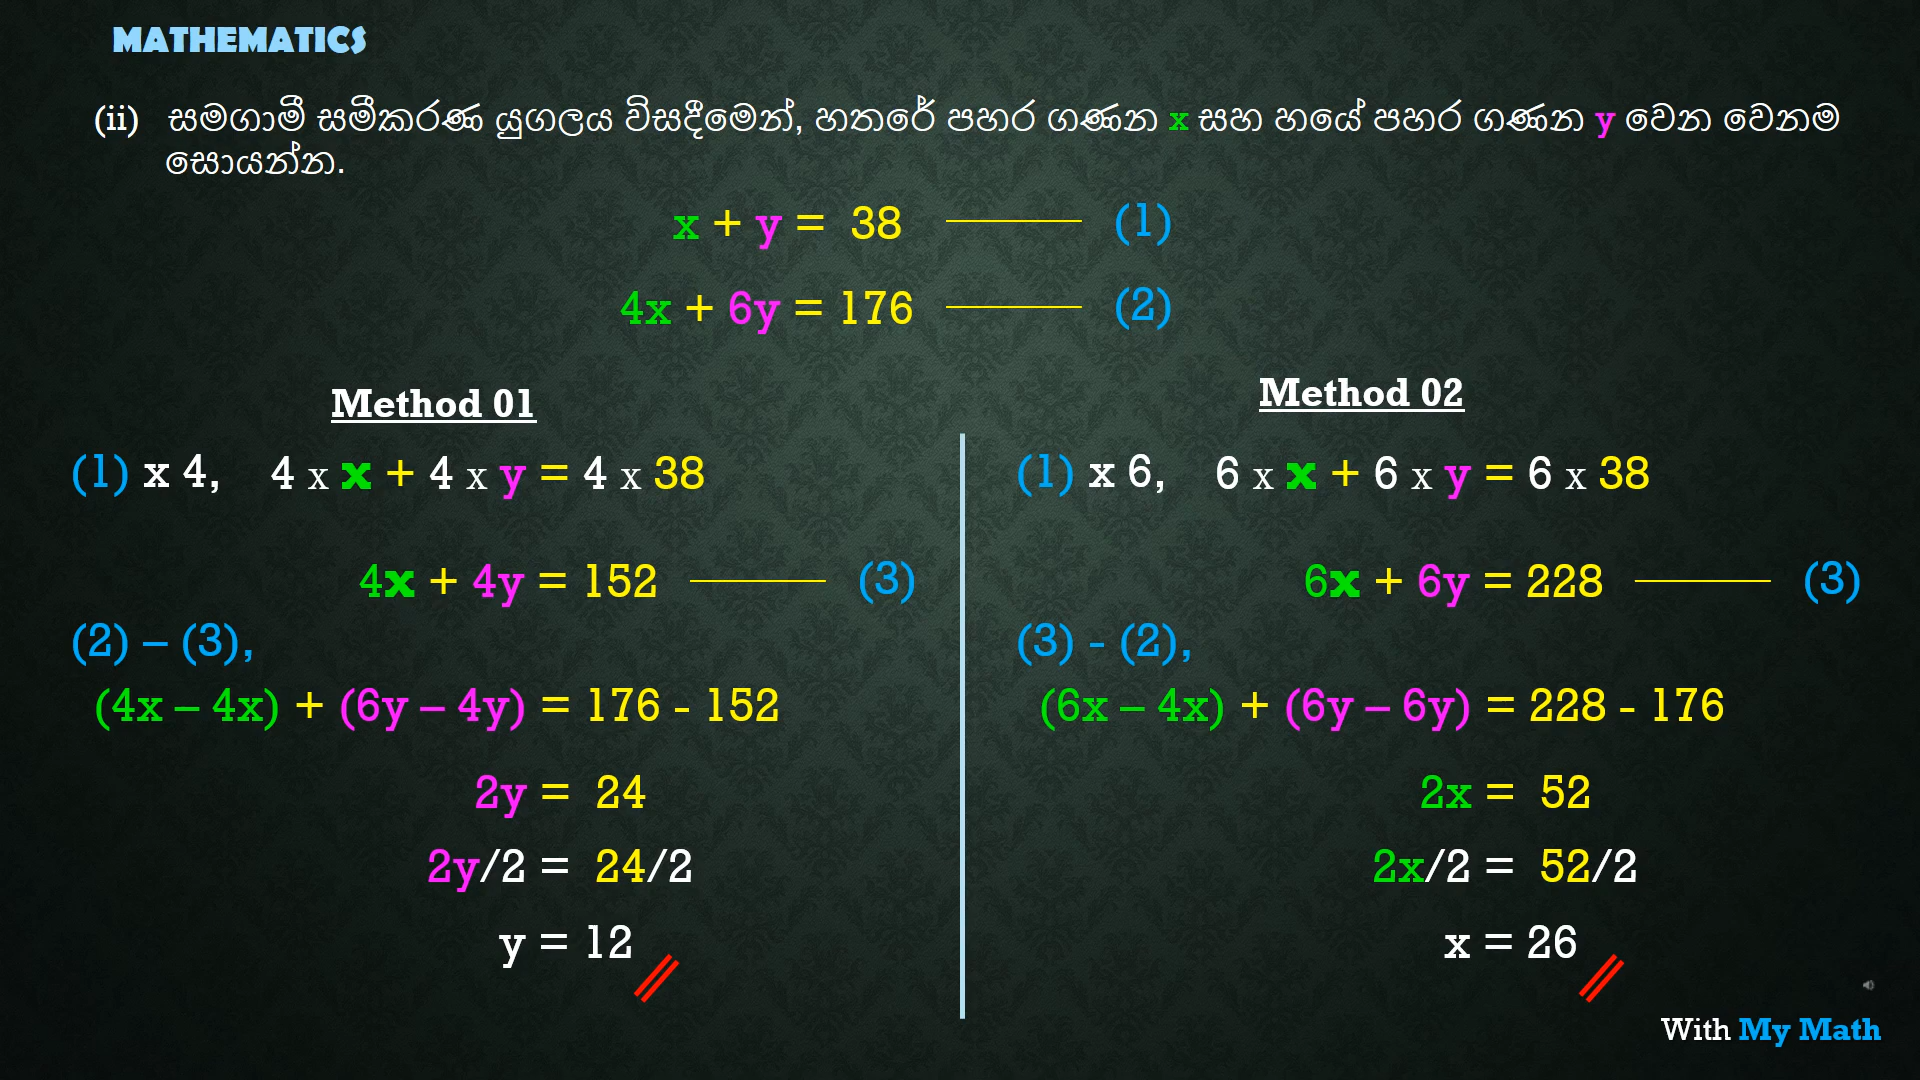 MATHEMATICS
(ii) සමගාමී සමීකරණ යුගලය විසදීමෙන්, හතරේ පහර ගණන x සහ හයේ පහර ගණන y වෙන වෙනම
සොයන්න.
x + y = 38 (1)
4x + 6y = 176 (2)
Method 01
(1) x 4, 4 x x + 4 x y = 4 x 38
4x + 4y = 152 (3)
(2) – (3),
(4x – 4x) + (6y – 4y) = 176 - 152
2y = 24
2y/2 = 24/2
y = 12
Method 02
(1) x 6, 6 x x + 6 x y = 6 x 38
6x + 6y = 228 (3)
(3) - (2),
(6x – 4x) + (6y – 6y) = 228 - 176
2x = 52
2x/2 = 52/2
x = 26
With My Math